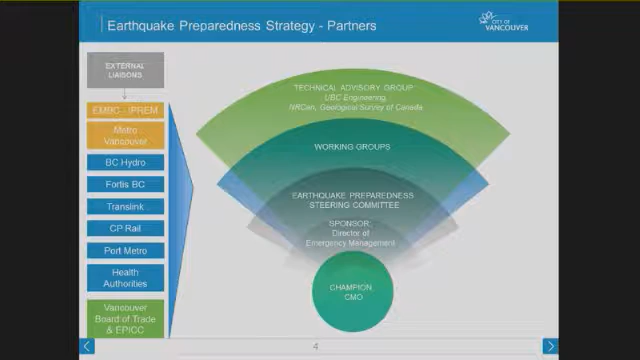 Earthquake Preparedness Strategy - Partners
CITY OF
VANCOUVER
EXTERNAL
LIAISONS
EMBC - IPREM
Metro
Vancouver
BC Hydro
Fortis BC
Translink
CP Rail
Port Metro
Health
Authorities
Vancouver
Board of Trade
& EPICC
TECHNICAL ADVISORY GROUP
UBC Engineering,
NRCan, Geological Survey of Canada
WORKING GROUPS
EARTHQUAKE PREPAREDNESS
STEERING COMMITTEE
SPONSOR:
Director of
Emergency Management
CHAMPION:
CMO
4